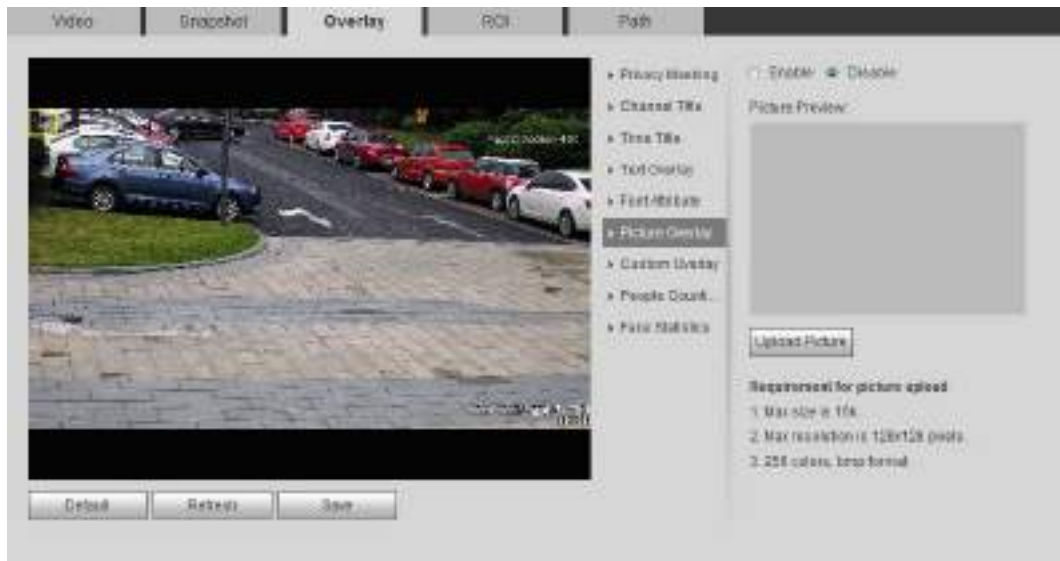 Video
Snapshot
Overlay
ROI
Path
Privacy Masking
Channel Title
Time Title
Text Overlay
Font Attribute
Picture Overlay
Custom Overlay
People Count...
Face Statistics
Enable
Disable
Picture Preview
Upload Picture
Requirement for picture upload
1. Max size is 16k
2. Max resolution is 128x128 pixels
3. 256 colors, bmp format
Default
Refresh
Save